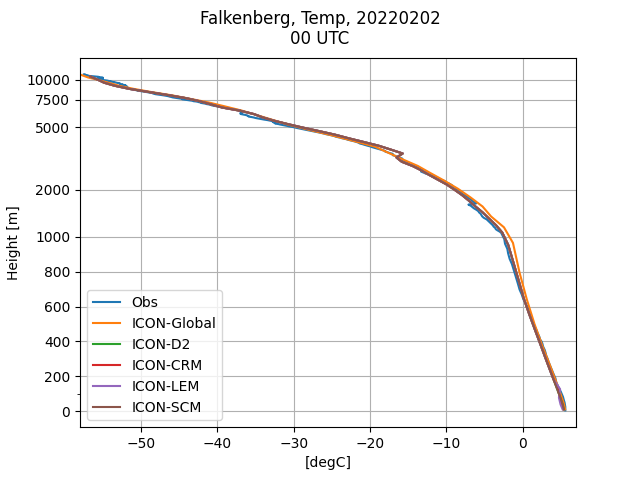 Falkenberg, Temp, 20220202
00 UTC
10000
7500
5000
2000
1000
800
600
400
200
0
Height [m]
Obs
ICON-Global
ICON-D2
ICON-CRM
ICON-LEM
ICON-SCM
−50
−40
−30
−20
−10
0
[degC]